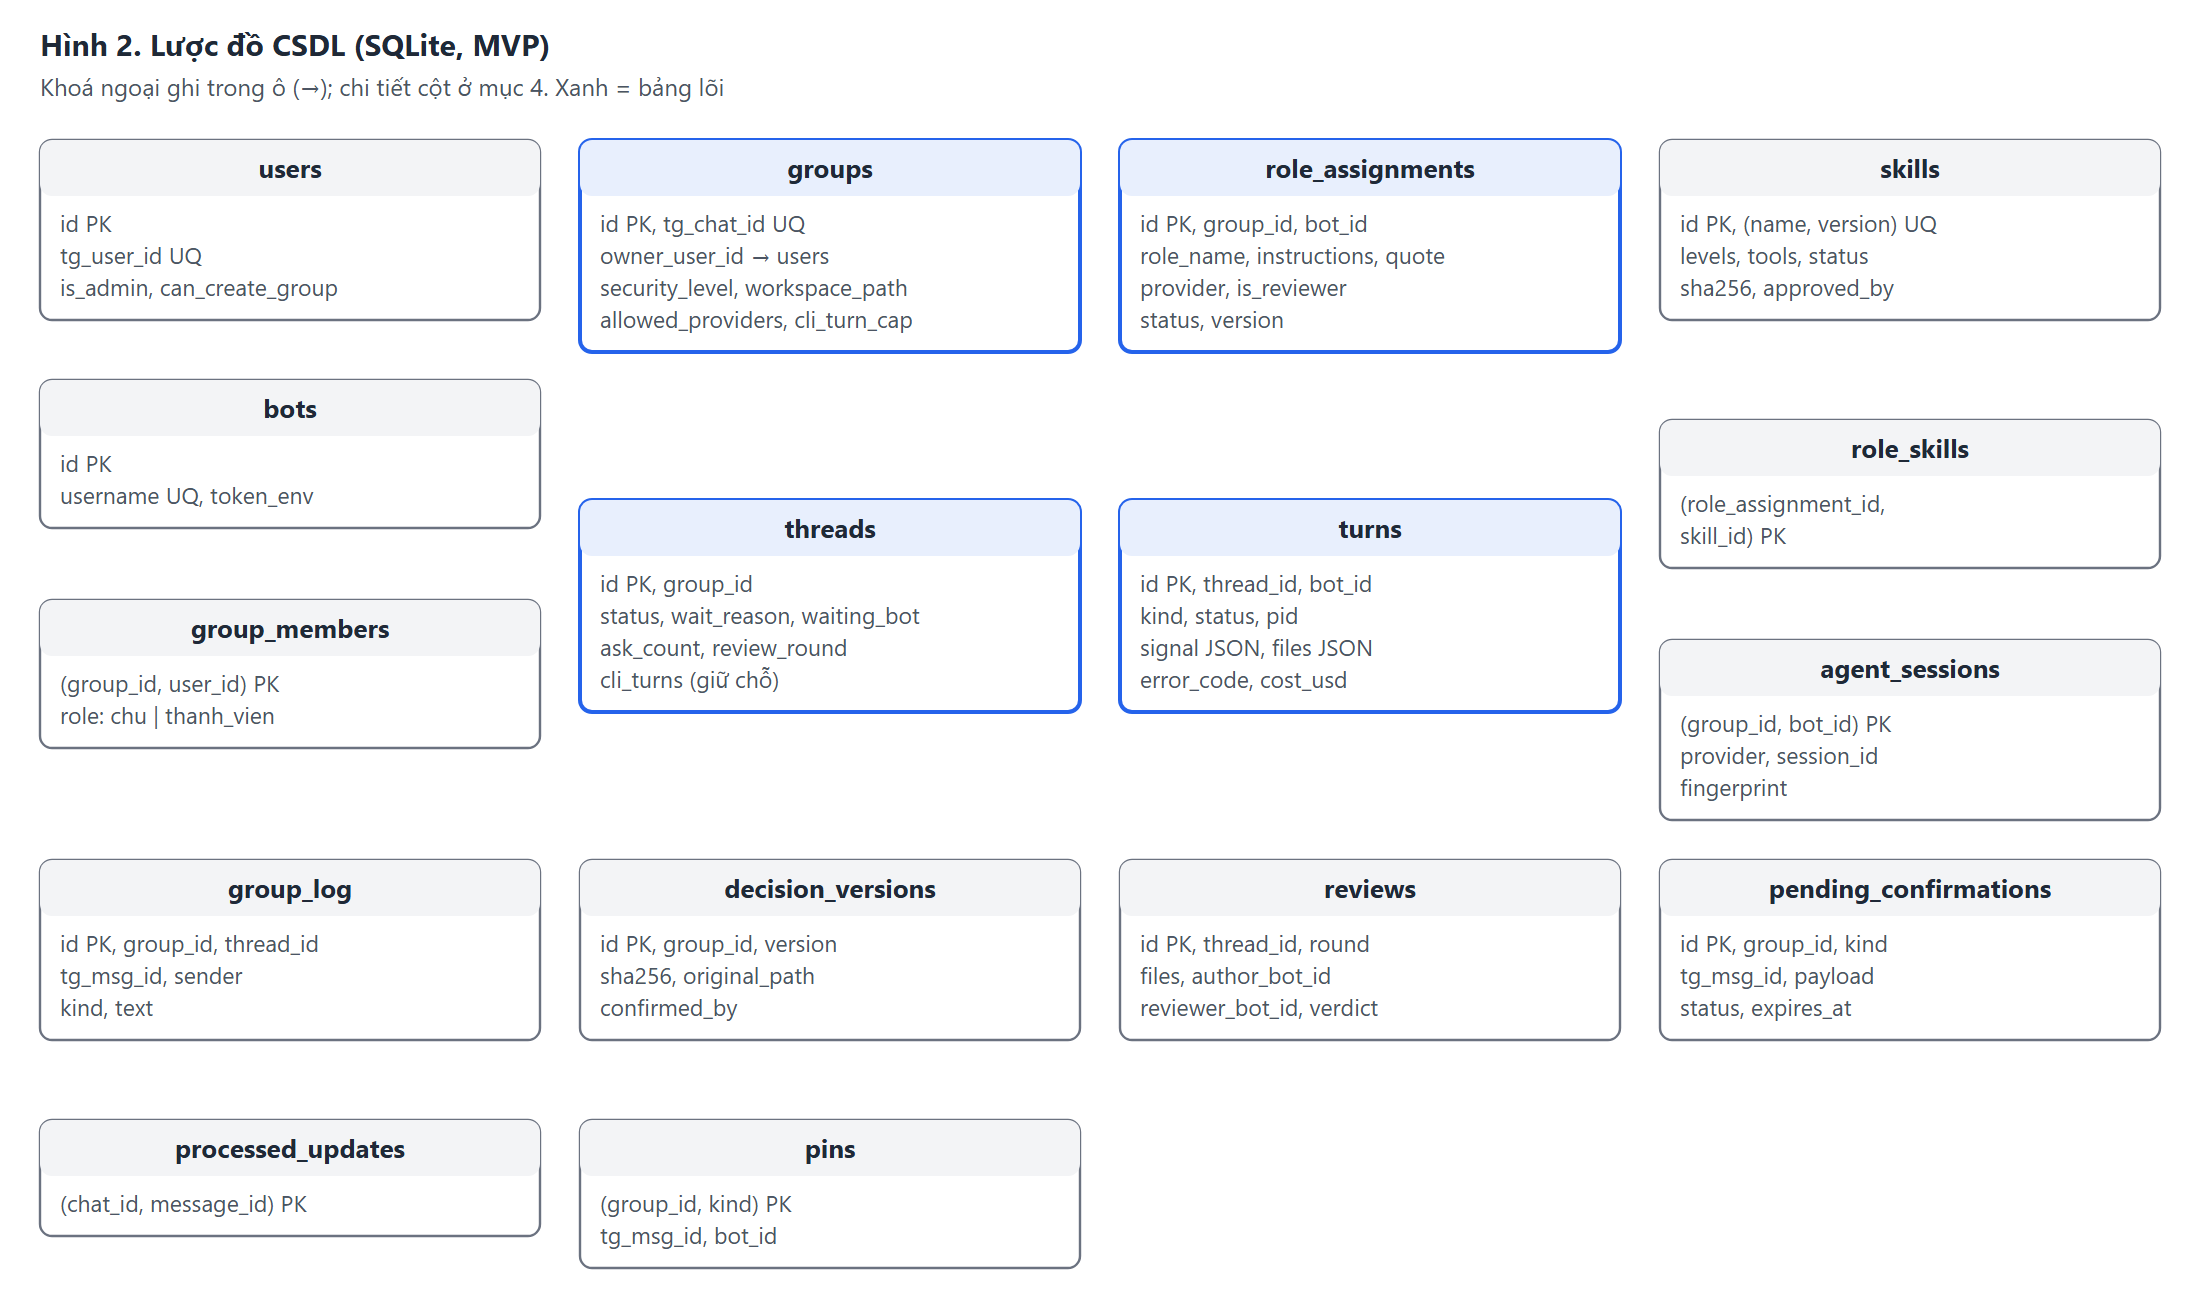 Hình 2. Lược đồ CSDL (SQLite, MVP)
Khoá ngoại ghi trong ô (→); chi tiết cột ở mục 4. Xanh = bảng lõi
users
id PK
tg_user_id UQ
is_admin, can_create_group
groups
id PK, tg_chat_id UQ
owner_user_id → users
security_level, workspace_path
allowed_providers, cli_turn_cap
role_assignments
id PK, group_id, bot_id
role_name, instructions, quote
provider, is_reviewer
status, version
skills
id PK, (name, version) UQ
levels, tools, status
sha256, approved_by
bots
id PK
username UQ, token_env
role_skills
(role_assignment_id,
skill_id) PK
threads
id PK, group_id
status, wait_reason, waiting_bot
ask_count, review_round
cli_turns (giữ chỗ)
turns
id PK, thread_id, bot_id
kind, status, pid
signal JSON, files JSON
error_code, cost_usd
group_members
(group_id, user_id) PK
role: chu | thanh_vien
agent_sessions
(group_id, bot_id) PK
provider, session_id
fingerprint
group_log
id PK, group_id, thread_id
tg_msg_id, sender
kind, text
decision_versions
id PK, group_id, version
sha256, original_path
confirmed_by
reviews
id PK, thread_id, round
files, author_bot_id
reviewer_bot_id, verdict
pending_confirmations
id PK, group_id, kind
tg_msg_id, payload
status, expires_at
processed_updates
(chat_id, message_id) PK
pins
(group_id, kind) PK
tg_msg_id, bot_id